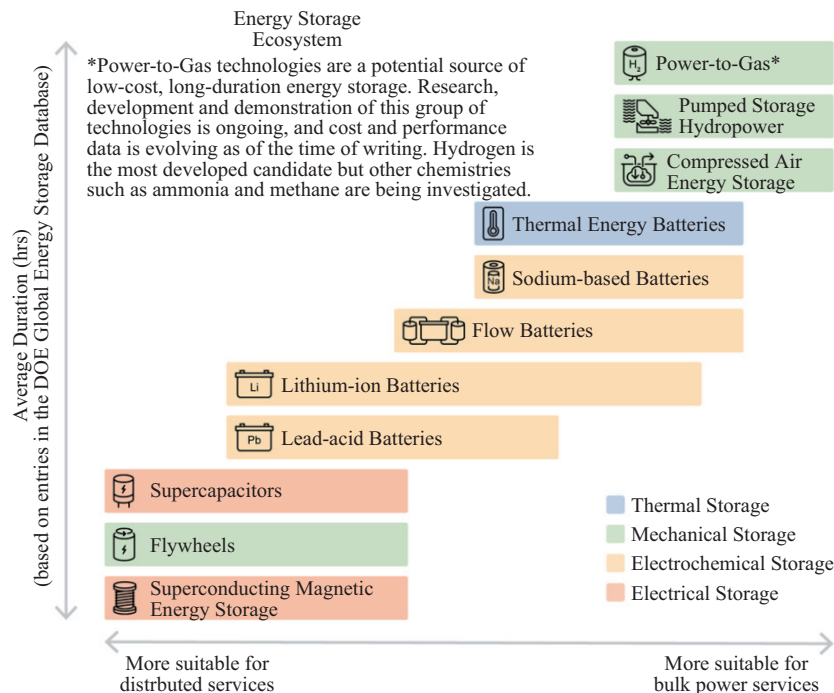 Energy Storage
Ecosystem
*Power-to-Gas technologies are a potential source of
low-cost, long-duration energy storage. Research,
development and demonstration of this group of
technologies is ongoing, and cost and performance
data is evolving as of the time of writing. Hydrogen is
the most developed candidate but other chemistries
such as ammonia and methane are being investigated.
Average Duration (hrs)
(based on entries in the DOE Global Energy Storage Database)
H2
Power-to-Gas*
Pumped Storage
Hydropower
Compressed Air
Energy Storage
Thermal Energy Batteries
Na
Sodium-based Batteries
Flow Batteries
Li
Lithium-ion Batteries
Pb
Lead-acid Batteries
Supercapacitors
Flywheels
Superconducting Magnetic
Energy Storage
Thermal Storage
Mechanical Storage
Electrochemical Storage
Electrical Storage
More suitable for
distrbuted services
More suitable for
bulk power services